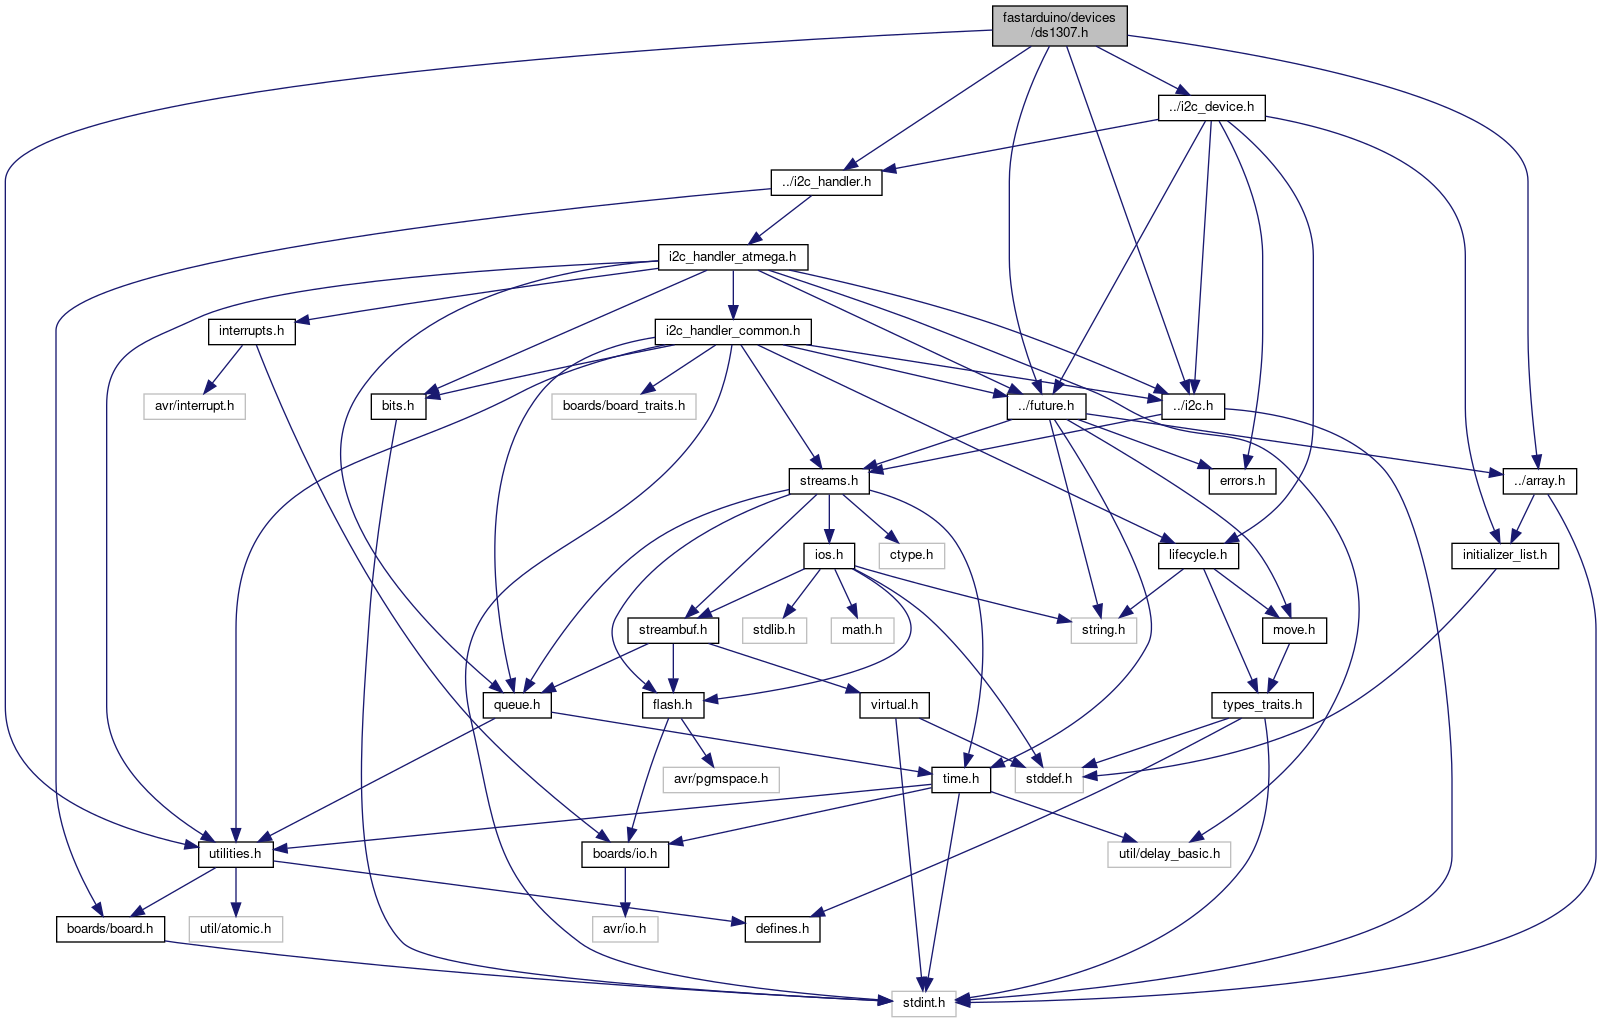 fastarduino/devices
/ds1307.h
../i2c_device.h
../i2c_handler.h
i2c_handler_atmega.h
interrupts.h
i2c_handler_common.h
avr/interrupt.h
bits.h
boards/board_traits.h
../future.h
../i2c.h
streams.h
errors.h
../array.h
ios.h
ctype.h
lifecycle.h
initializer_list.h
streambuf.h
stdlib.h
math.h
string.h
move.h
queue.h
flash.h
virtual.h
types_traits.h
avr/pgmspace.h
time.h
stddef.h
utilities.h
boards/io.h
util/delay_basic.h
boards/board.h
util/atomic.h
avr/io.h
defines.h
stdint.h